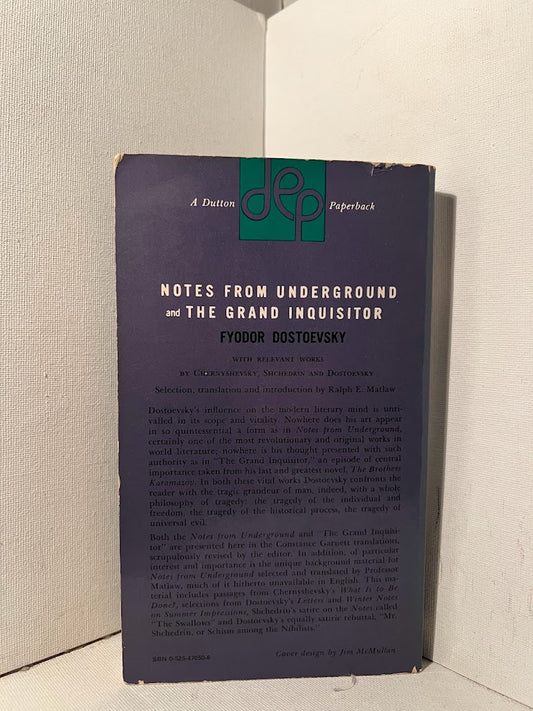 A Dutton dep Paperback
NOTES FROM UNDERGROUND
and THE GRAND INQUISITOR
FYODOR DOSTOEVSKY
WITH RELEVANT WORKS
BY CHERNYSHEVSKY, SHCHEDRIN AND DOSTOEVSKY
Selection, translation and introduction by Ralph E. Matlaw
Dostoevsky's influence on the modern literary mind is unri-
valled in its scope and vitality. Nowhere does his art appear
in so quintessential a form as in Notes from Underground,
certainly one of the most revolutionary and original works in
world literature; nowhere is his thought presented with such
authority as in "The Grand Inquisitor," an episode of central
importance taken from his last and greatest novel, The Brothers
Karamazov. In both these vital works Dostoevsky confronts the
reader with the tragic grandeur of man, indeed, with a whole
philosophy of tragedy: the tragedy of the individual and
freedom, the tragedy of the historical process, the tragedy of
universal evil.
Both the Notes from Underground and "The Grand Inquisi-
tor" are presented here in the Constance Garnett translations,
scrupulously revised by the editor. In addition, of particular
interest and importance is the unique background material for
Notes from Underground selected and translated by Professor
Matlaw, much of it hitherto unavailable in English. This ma-
terial includes passages from Chernyshevsky's What Is to Be
Done?, selections from Dostoevsky's Letters and Winter Notes
on Summer Impressions, Shchedrin's satire on the Notes called
"The Swallows" and Dostoevsky's equally satiric rebuttal, "Mr.
Shchedrin, or Schism among the Nihilists."
SBN 0-525-47050-6
Cover design by Jim McMullan